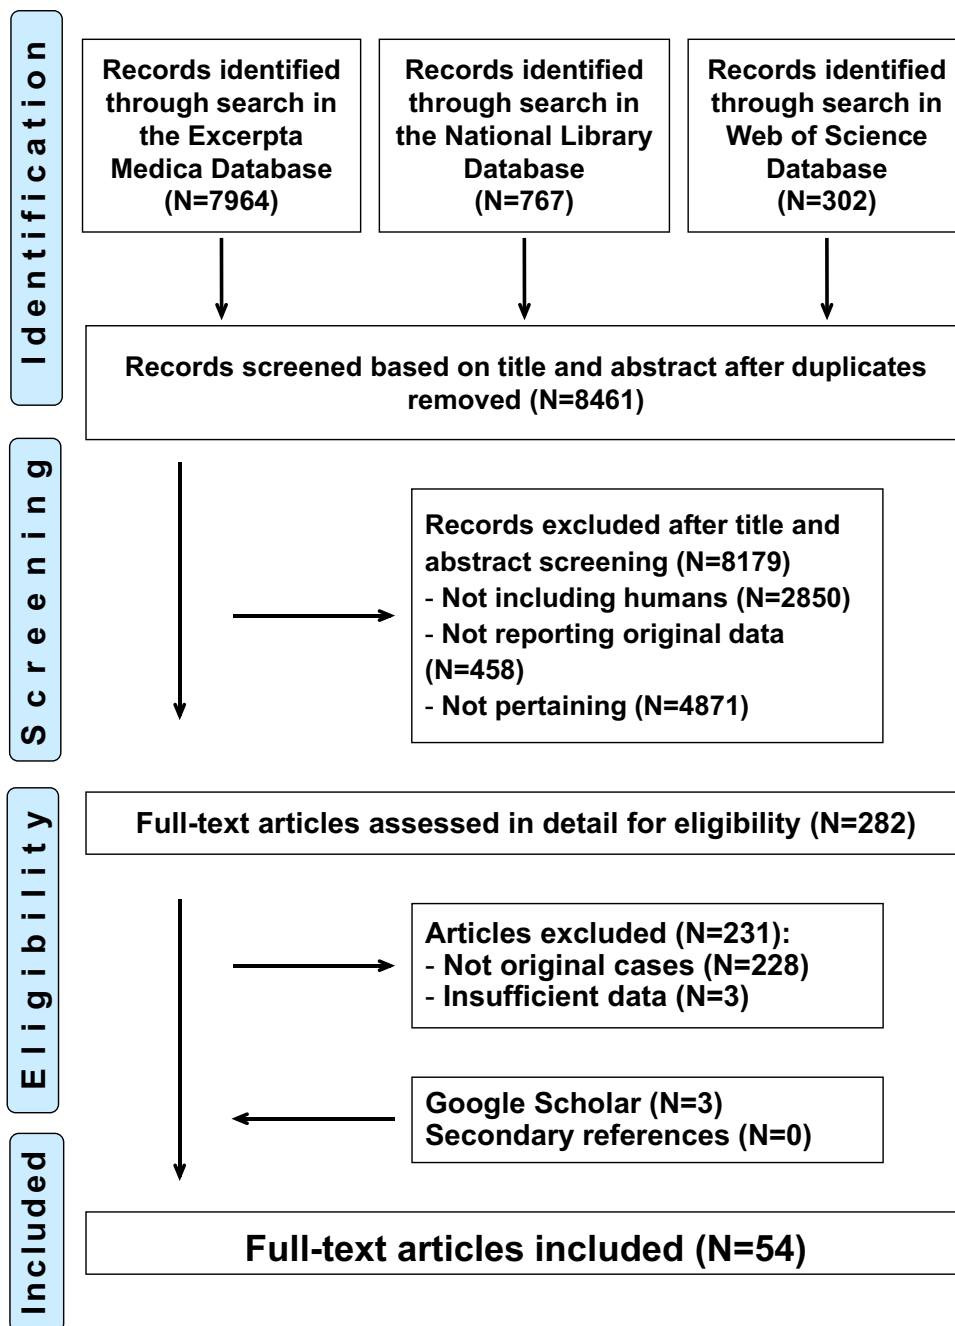 Identification
Records identified
through search in
the Excerpta
Medica Database
(N=7964)
Records identified
through search in
the National Library
Database
(N=767)
Records identified
through search in
Web of Science
Database
(N=302)
Records screened based on title and abstract after duplicates
removed (N=8461)
Screening
Records excluded after title and
abstract screening (N=8179)
- Not including humans (N=2850)
- Not reporting original data
(N=458)
- Not pertaining (N=4871)
Eligibility
Full-text articles assessed in detail for eligibility (N=282)
Articles excluded (N=231):
- Not original cases (N=228)
- Insufficient data (N=3)
Google Scholar (N=3)
Secondary references (N=0)
Included
Full-text articles included (N=54)